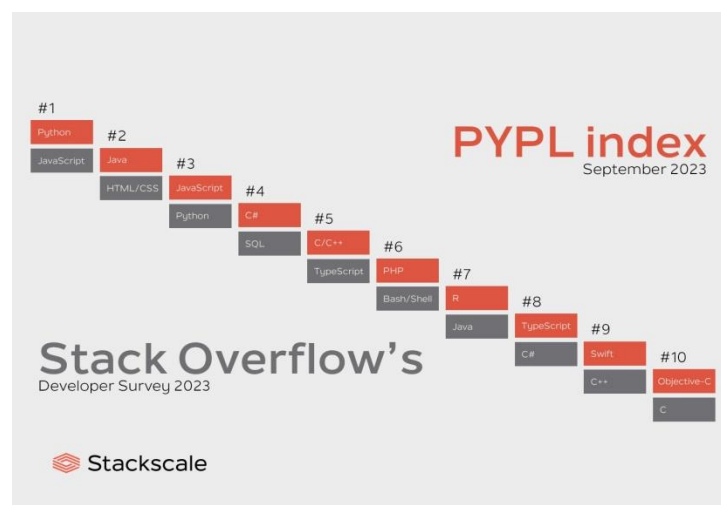 #1
Python
JavaScript
#2
Java
HTML/CSS
#3
JavaScript
Python
#4
C#
SQL
#5
C/C++
TypeScript
#6
PHP
Bash/Shell
#7
R
Java
#8
TypeScript
C#
#9
Swift
C++
#10
Objective-C
C
PYPL index
September 2023
Stack Overflow's
Developer Survey 2023
Stackscale